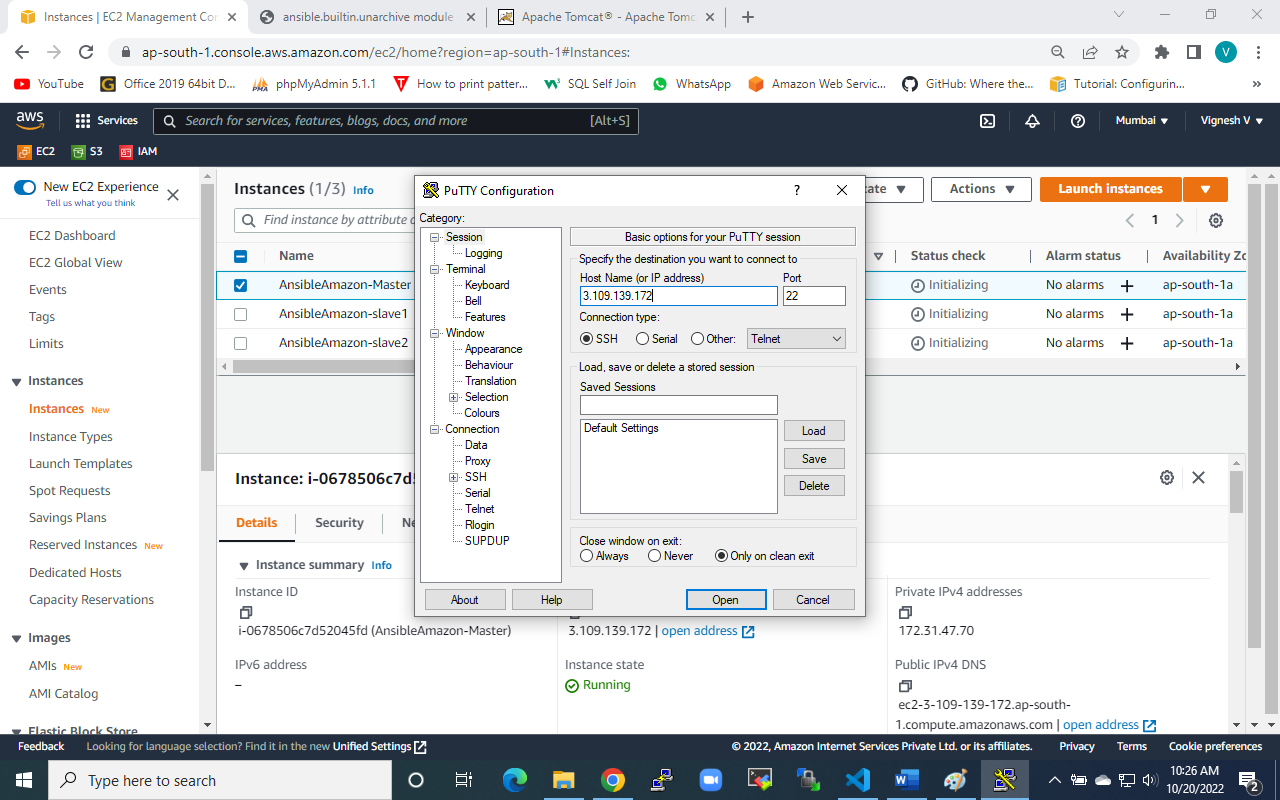 Instances | EC2 Management Con
ansible.builtin.unarchive module
Apache Tomcat® - Apache Tomc
ap-south-1.console.aws.amazon.com/ec2/home?region=ap-south-1#Instances:
V
YouTube
Office 2019 64bit D...
phpMyAdmin 5.1.1
How to print patter...
SQL Self Join
WhatsApp
Amazon Web Servic...
GitHub: Where the...
Tutorial: Configurin...
»
aws
Services
Search for services, features, blogs, docs, and more
[Alt+S]
Mumbai
Vignesh V
EC2
S3
IAM
New EC2 Experience
Tell us what you think
EC2 Dashboard
EC2 Global View
Events
Tags
Limits
Instances
Instances New
Instance Types
Launch Templates
Spot Requests
Savings Plans
Reserved Instances New
Dedicated Hosts
Capacity Reservations
Images
AMIs New
AMI Catalog
Elastic Block Store
Instances (1/3) Info
ate
Actions
Launch instances
Find instance by attribute o
1
Name
Status check
Alarm status
Availability Zo
AnsibleAmazon-Master
Initializing
No alarms
ap-south-1a
AnsibleAmazon-slave1
Initializing
No alarms
ap-south-1a
AnsibleAmazon-slave2
Initializing
No alarms
ap-south-1a
PuTTY Configuration
?
Category:
Session
Logging
Terminal
Keyboard
Bell
Features
Window
Appearance
Behaviour
Translation
Selection
Colours
Connection
Data
Proxy
SSH
Serial
Telnet
Rlogin
SUPDUP
Basic options for your PuTTY session
Specify the destination you want to connect to
Host Name (or IP address)
Port
3.109.139.172
22
Connection type:
SSH
Serial
Other:
Telnet
Load, save or delete a stored session
Saved Sessions
Default Settings
Load
Save
Delete
Close window on exit:
Always
Never
Only on clean exit
About
Help
Open
Cancel
Instance: i-0678506c7d5
Details
Security
Ne
Instance summary Info
Instance ID
i-0678506c7d52045fd (AnsibleAmazon-Master)
3.109.139.172 | open address
Private IPv4 addresses
172.31.47.70
IPv6 address
–
Instance state
Running
Public IPv4 DNS
ec2-3-109-139-172.ap-south-
1.compute.amazonaws.com | open address
Feedback
Looking for language selection? Find it in the new Unified Settings
© 2022, Amazon Internet Services Private Ltd. or its affiliates.
Privacy
Terms
Cookie preferences
Type here to search
10:26 AM
10/20/2022
2